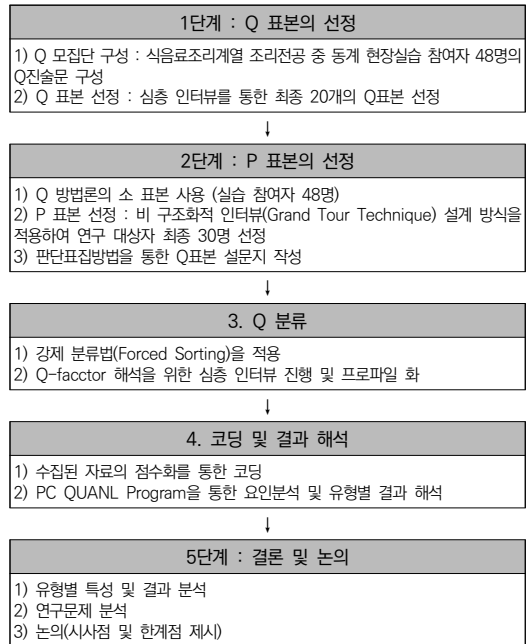 1단계 : Q 표본의 선정
1) Q 모집단 구성 : 식음료조리계열 조리전공 중 동계 현장실습 참여자 48명의
Q진술문 구성
2) Q 표본 선정 : 심층 인터뷰를 통한 최종 20개의 Q표본 선정
↓
2단계 : P 표본의 선정
1) Q 방법론의 소 표본 사용 (실습 참여자 48명)
2) P 표본 선정 : 비 구조화적 인터뷰(Grand Tour Technique) 설계 방식을
적용하여 연구 대상자 최종 30명 선정
3) 판단표집방법을 통한 Q표본 설문지 작성
↓
3. Q 분류
1) 강제 분류법(Forced Sorting)을 적용
2) Q-facctor 해석을 위한 심층 인터뷰 진행 및 프로파일 화
↓
4. 코딩 및 결과 해석
1) 수집된 자료의 점수화를 통한 코딩
2) PC QUANL Program을 통한 요인분석 및 유형별 결과 해석
↓
5단계 : 결론 및 논의
1) 유형별 특성 및 결과 분석
2) 연구문제 분석
3) 논의(시사점 및 한계점 제시)